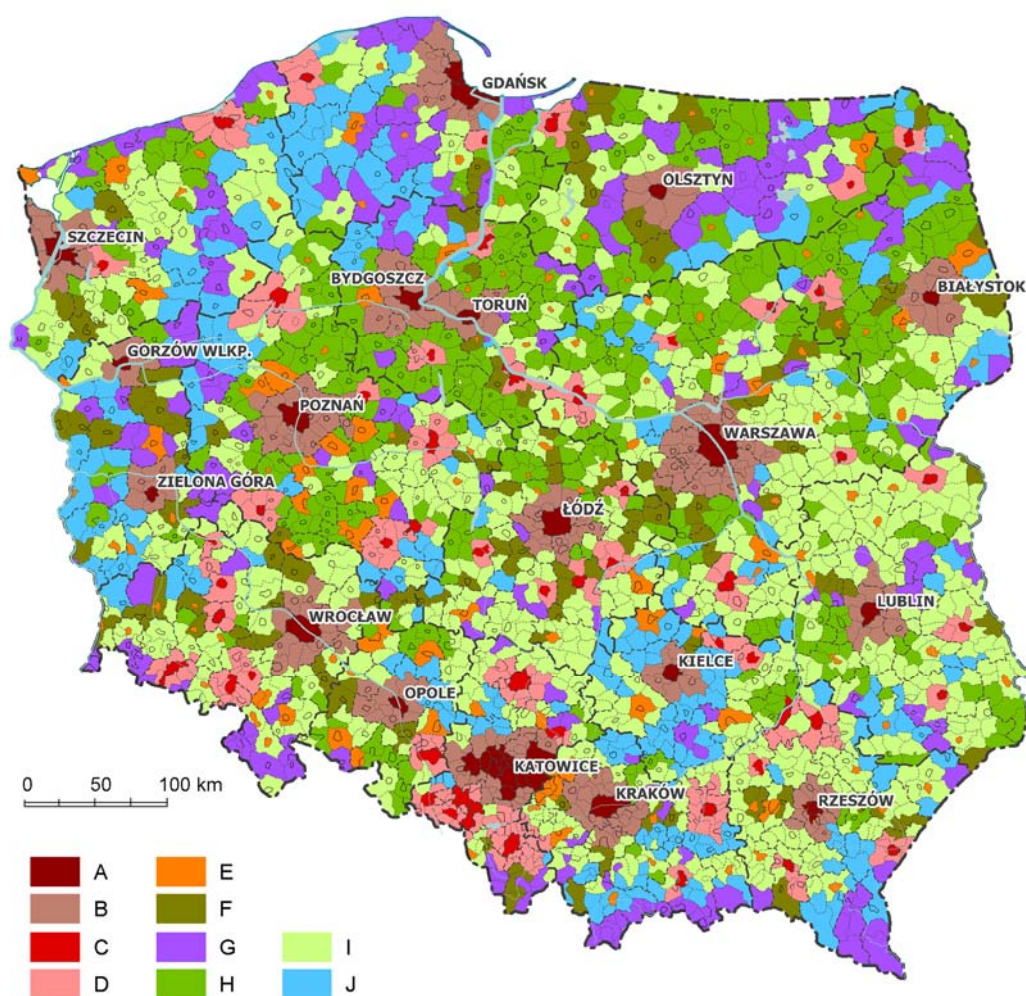 GDAŃSK
OLSZTYN
SZCZECIN
BYDGOSZCZ
BIAŁYSTOK
TORUŃ
GORZÓW WLKP.
POZNAŃ
WARSZAWA
ZIELONA GÓRA
ŁÓDŹ
LUBLIN
WROCŁAW
KIELCE
OPOLE
KATOWICE
KRAKÓW
RZESZÓW
0 50 100 km
A E
B F
C G I
D H J